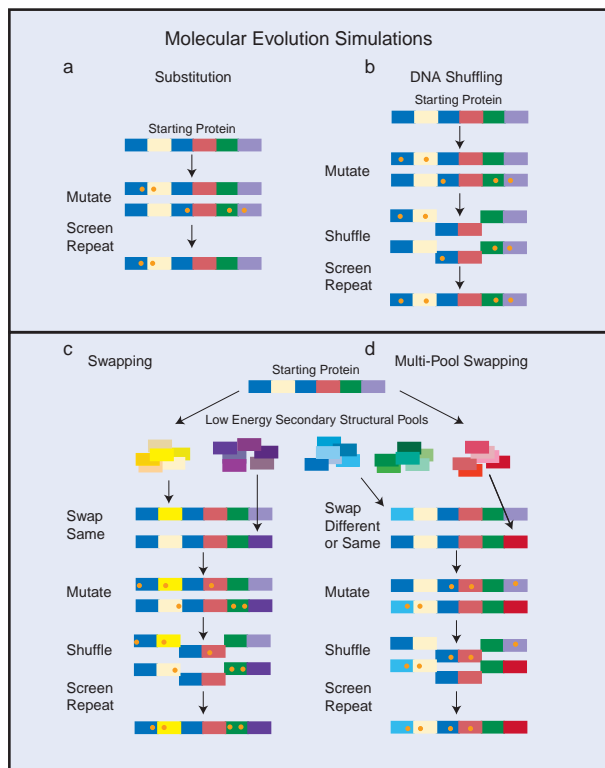 Molecular Evolution Simulations
a
Substitution
Starting Protein
Mutate
Screen
Repeat
b
DNA Shuffling
Starting Protein
Mutate
Shuffle
Screen
Repeat
c
Swapping
d
Multi-Pool Swapping
Starting Protein
Low Energy Secondary Structural Pools
Swap
Same
Mutate
Shuffle
Screen
Repeat
Swap
Different
or Same
Mutate
Shuffle
Screen
Repeat